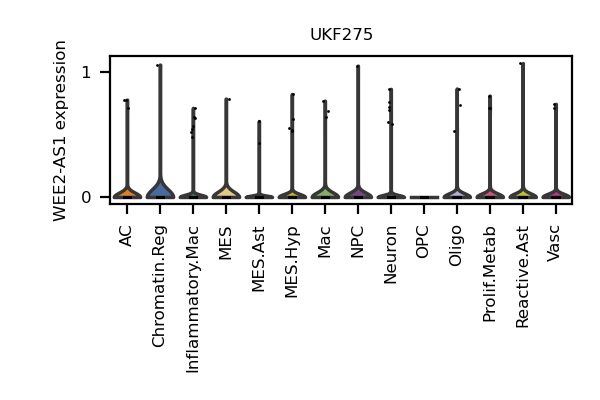 UKF275
WEE2-AS1 expression
1
0
AC
Chromatin.Reg
Inflammatory.Mac
MES
MES.Ast
MES.Hyp
Mac
NPC
Neuron
OPC
Oligo
Prolif.Metab
Reactive.Ast
Vasc